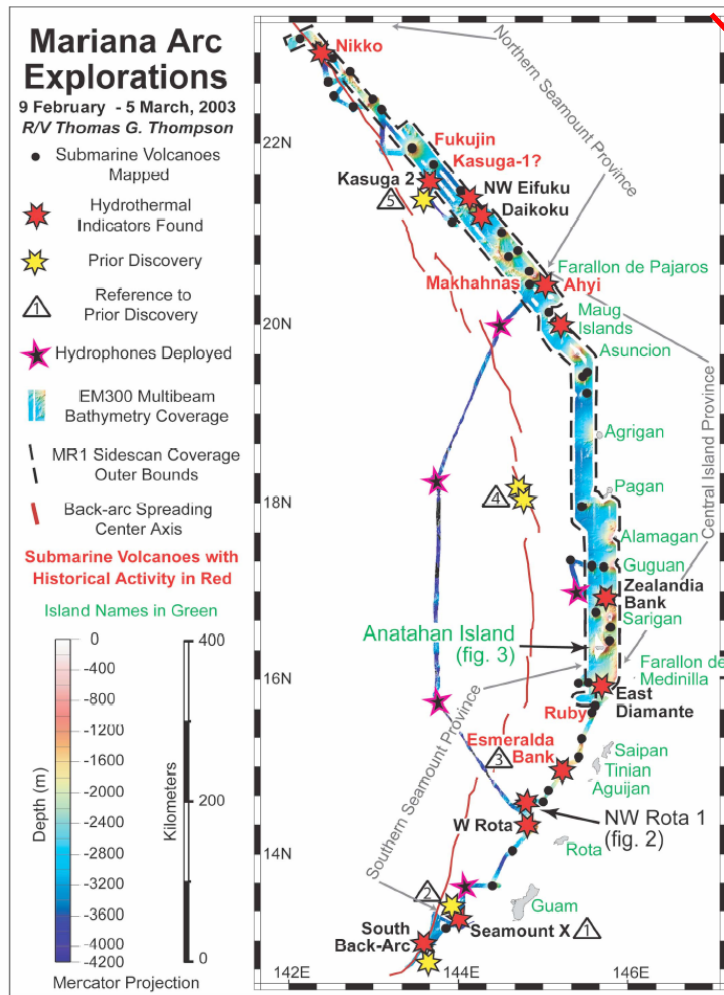 Mariana Arc
Explorations
9 February - 5 March, 2003
R/V Thomas G. Thompson
Submarine Volcanoes
Mapped
Hydrothermal
Indicators Found
Prior Discovery
1
Reference to
Prior Discovery
Hydrophones Deployed
EM300 Multibeam
Bathymetry Coverage
MR1 Sidescan Coverage
Outer Bounds
Back-arc Spreading
Center Axis
Submarine Volcanoes with
Historical Activity in Red
Island Names in Green
Depth (m)
0
-400
-800
-1200
-1600
-2000
-2400
-2800
-3200
-3600
-4000
-4200
Kilometers
400
200
0
Mercator Projection
22N
20N
18N
16N
14N
142E
144E
146E
Nikko
Northern Seamount Province
Fukujin
Kasuga-1?
Kasuga 2
5
NW Eifuku
Daikoku
Farallon de Pajaros
Makhahnas
Ahyi
Maug
Islands
Asuncion
Agrigan
Central Island Province
Pagan
4
Alamagan
Guguan
Zealandia
Bank
Sarigan
Anatahan Island
(fig. 3)
Farallon de
Medinilla
East
Diamante
Ruby
Southern Seamount Province
Esmeralda
Bank
3
Saipan
Tinian
Aguijan
NW Rota 1
(fig. 2)
W Rota
Rota
2
Guam
Seamount X
1
South
Back-Arc